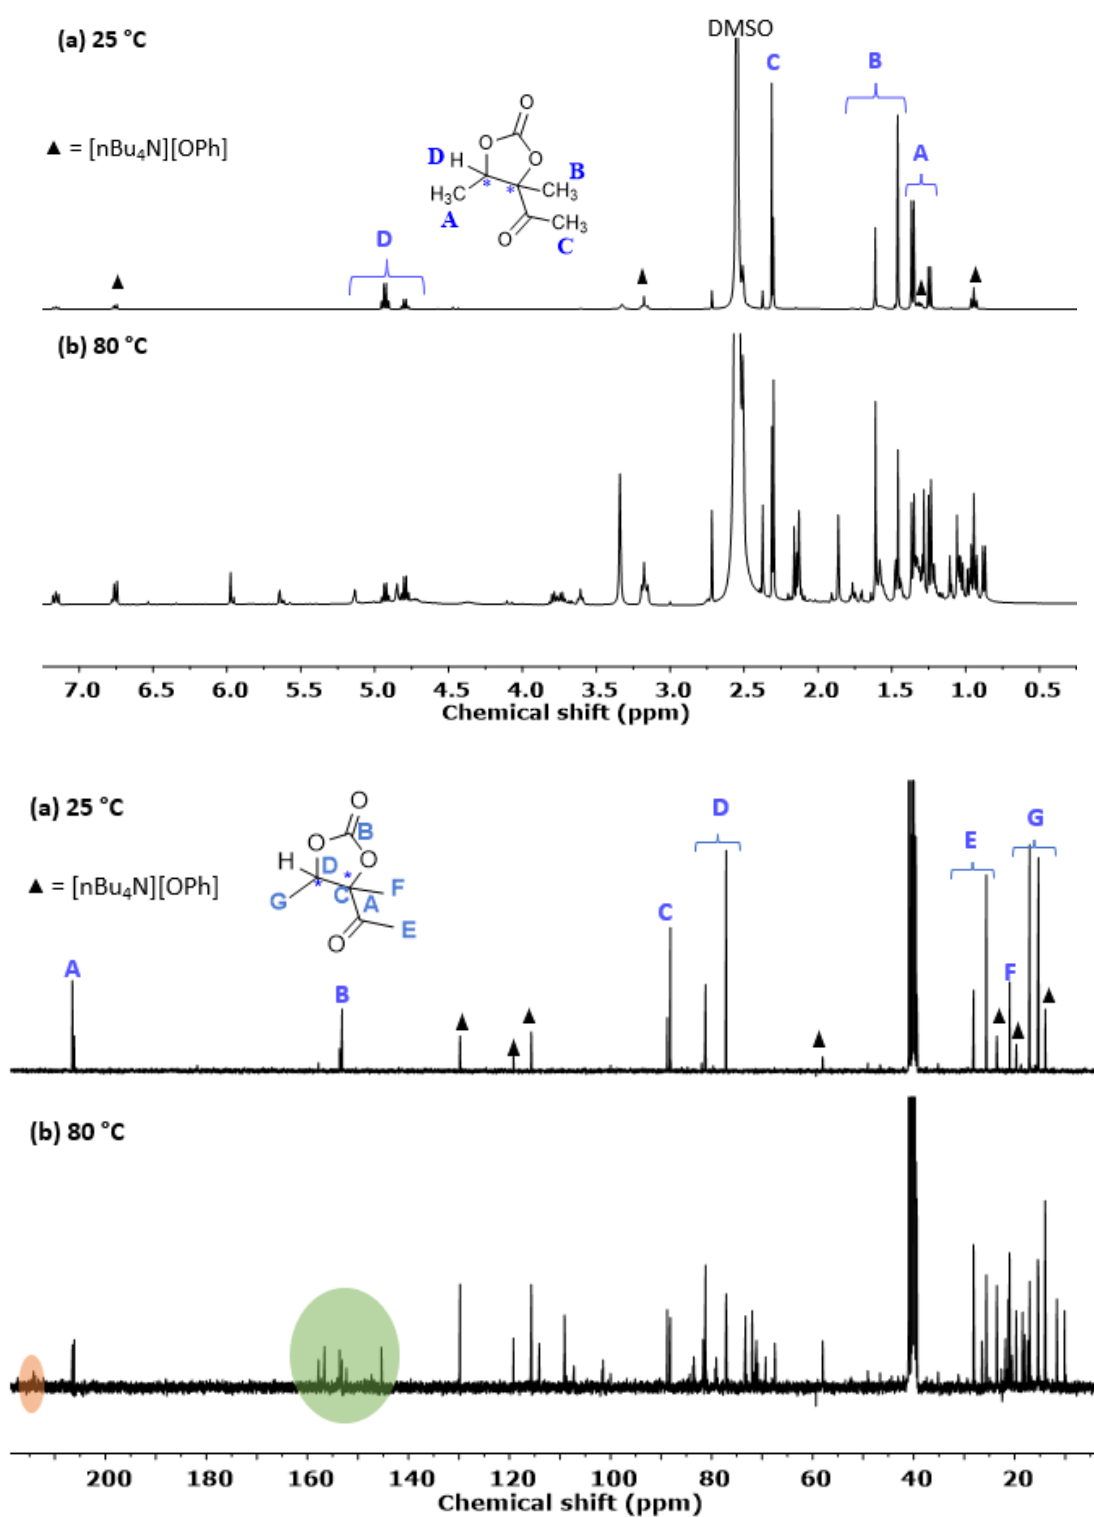 (a) 25 °C
DMSO
C
B
A
▲ = [nBu₄N][OPh]
O
O
O
D
H
B
*
*
CH₃
H₃C
A
CH₃
O
C
D
(b) 80 °C
7.0 6.5 6.0 5.5 5.0 4.5 4.0 3.5 3.0 2.5 2.0 1.5 1.0 0.5
Chemical shift (ppm)
(a) 25 °C
O
B
O
O
H
D
*
*
C
F
G
A
O
E
▲ = [nBu₄N][OPh]
A
B
C
D
E
G
F
(b) 80 °C
200 180 160 140 120 100 80 60 40 20
Chemical shift (ppm)